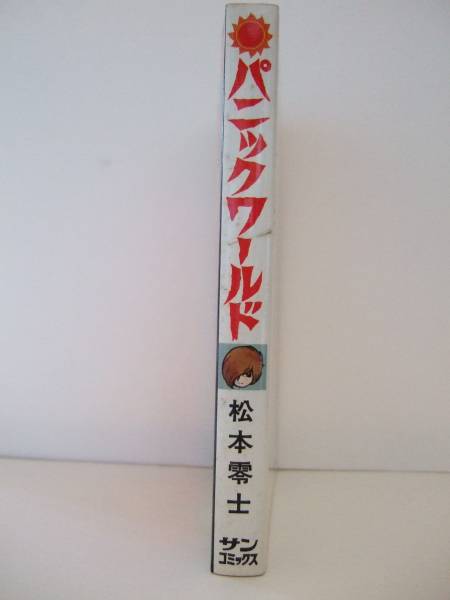 パニックワールド
松本零士
サン
コミックス